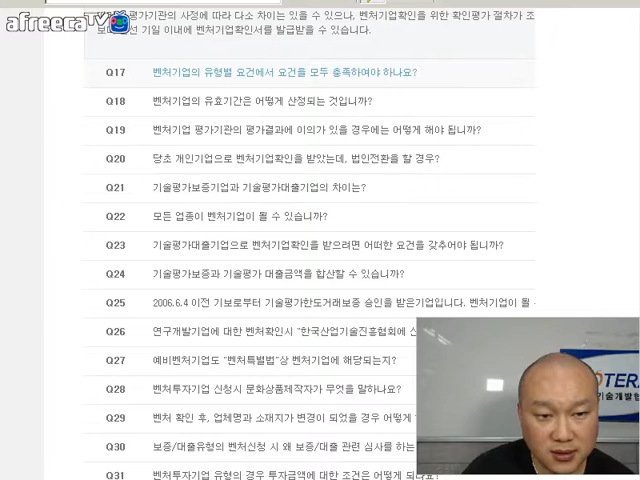 afreecaTV
평가기관의 사정에 따라 다소 차이는 있을 수 있으나, 벤처기업확인을 위한 확인평가 절차가 조
선 기일 이내에 벤처기업확인서를 발급받을 수 있습니다.
Q17 벤처기업의 유형별 요건에서 요건을 모두 충족하여야 하나요?
Q18 벤처기업의 유효기간은 어떻게 산정되는 것입니까?
Q19 벤처기업 평가기관의 평가결과에 이의가 있을 경우에는 어떻게 해야 됩니까?
Q20 당초 개인기업으로 벤처기업확인을 받았는데, 법인전환을 할 경우?
Q21 기술평가보증기업과 기술평가대출기업의 차이는?
Q22 모든 업종이 벤처기업이 될 수 있습니까?
Q23 기술평가대출기업으로 벤처기업확인을 받으려면 어떠한 요건을 갖추어야 됩니까?
Q24 기술평가보증과 기술평가 대출금액을 합산할 수 있습니까?
Q25 2006.6.4 이전 기보로부터 기술평가한도거래보증 승인을 받은기업입니다. 벤처기업이 될
Q26 연구개발기업에 대한 벤처확인시 "한국산업기술진흥협회에 신
Q27 예비벤처기업도 "벤처특별법"상 벤처기업에 해당되는지?
Q28 벤처투자기업 신청시 문화상품제작자가 무엇을 말하나요?
Q29 벤처 확인 후, 업체명과 소재지가 변경이 되었을 경우 어떻게
Q30 보증/대출유형의 벤처신청 시 왜 보증/대출 관련 심사를 하는
Q31 벤처투자기업 유형의 경우 투자금액에 대한 조건은 어떻게 되나요?
OTER
기술개발협